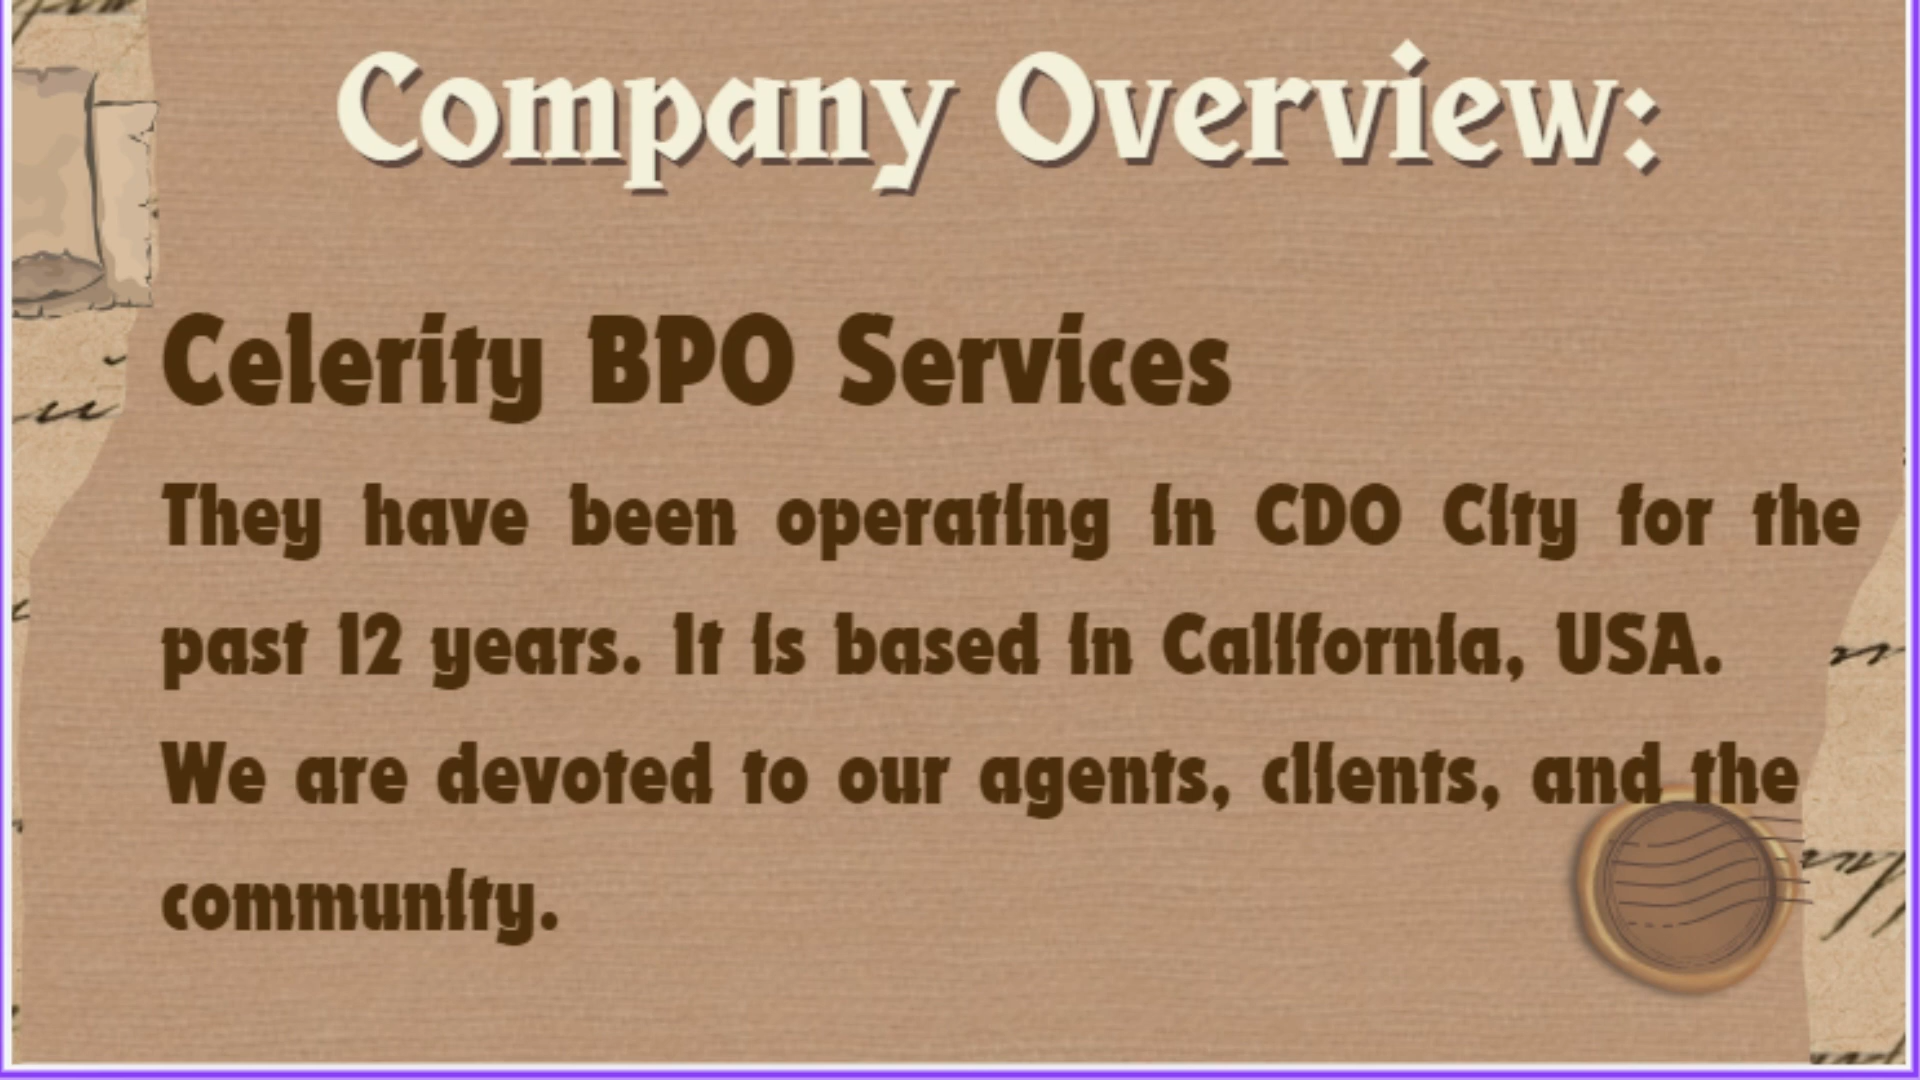 Company Overview:
Celerity BPO Services
They have been operating in CDO City for the
past 12 years. It is based in California, USA.
We are devoted to our agents, clients, and the
community.